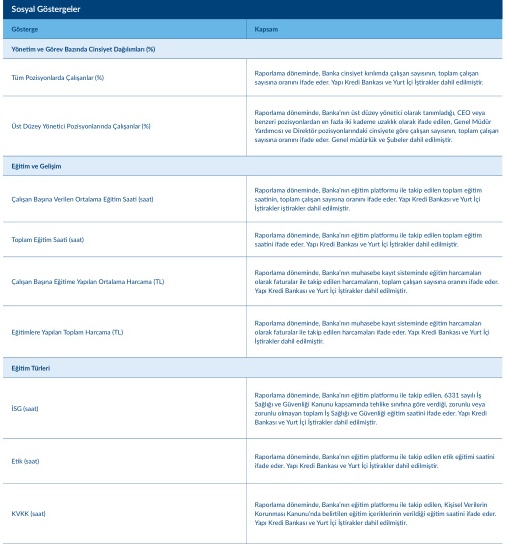 Sosyal Göstergeler
Gösterge Kapsam
Yönetim ve Görev Bazında Cinsiyet Dağılımları (%)
Tüm Pozisyonlarda Çalışanlar (%)
Raporlama döneminde, Banka cinsiyet kırılımda çalışan sayısının, toplam çalışan
sayısına oranını ifade eder. Yapı Kredi Bankası ve Yurt İçi İştirakler dahil edilmiştir.
Üst Düzey Yönetici Pozisyonlarında Çalışanlar (%)
Raporlama döneminde, Banka'nın üst düzey yönetici olarak tanımladığı, CEO veya
benzeri pozisyonlardan en fazla iki kademe uzaklık olarak ifade edilen, Genel Müdür
Yardımcısı ve Direktör pozisyonlarındaki cinsiyete göre çalışan sayısının, toplam çalışan
sayısına oranını ifade eder. Genel müdürlük ve Şubeler dahil edilmiştir.
Eğitim ve Gelişim
Çalışan Başına Verilen Ortalama Eğitim Saati (saat)
Raporlama döneminde, Banka'nın eğitim platformu ile takip edilen toplam eğitim
saatinin, toplam çalışan sayısına oranını ifade eder. Yapı Kredi Bankası ve Yurt İçi
İştirakler iştirakler dahil edilmiştir.
Toplam Eğitim Saati (saat)
Raporlama döneminde, Banka'nın eğitim platformu ile takip edilen toplam eğitim
saatini ifade eder. Yapı Kredi Bankası ve Yurt İçi İştirakler dahil edilmiştir.
Çalışan Başına Eğitime Yapılan Ortalama Harcama (TL)
Raporlama döneminde, Banka'nın muhasebe kayıt sisteminde eğitim harcamaları
olarak faturalar ile takip edilen harcamaların, toplam çalışan sayısına oranını ifade eder.
Yapı Kredi Bankası ve Yurt İçi İştirakler dahil edilmiştir.
Eğitimlere Yapılan Toplam Harcama (TL)
Raporlama döneminde, Banka'nın muhasebe kayıt sisteminde eğitim harcamaları
olarak faturalar ile takip edilen harcamaları ifade eder. Yapı Kredi Bankası ve Yurt İçi
İştirakler dahil edilmiştir.
Eğitim Türleri
İSG (saat)
Raporlama döneminde, Banka'nın eğitim platformu ile takip edilen, 6331 sayılı İş
Sağlığı ve Güvenliği Kanunu kapsamında tehlike sınıfına göre verdiği, zorunlu veya
zorunlu olmayan toplam İş Sağlığı ve Güvenliği eğitim saatini ifade eder. Yapı Kredi
Bankası ve Yurt İçi İştirakler dahil edilmiştir.
Etik (saat)
Raporlama döneminde, Banka'nın eğitim platformu ile takip edilen etik eğitimi saatini
ifade eder. Yapı Kredi Bankası ve Yurt İçi İştirakler dahil edilmiştir.
KVKK (saat)
Raporlama döneminde, Banka'nın eğitim platformu ile takip edilen, Kişisel Verilerin
Korunması Kanunu'nda belirtilen eğitim içeriklerinin verildiği eğitim saatini ifade eder.
Yapı Kredi Bankası ve Yurt İçi İştirakler dahil edilmiştir.